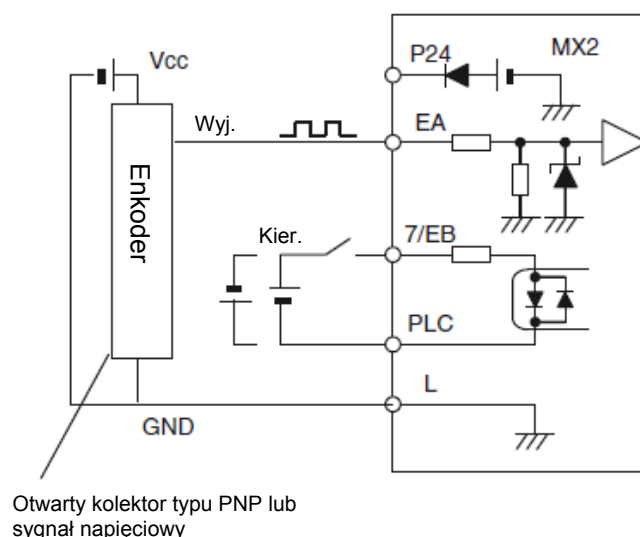 Vcc
P24
MX2
Wyj.
EA
Enkoder
Kier.
7/EB
PLC
L
GND
Otwarty kolektor typu PNP lub
sygnał napięciowy